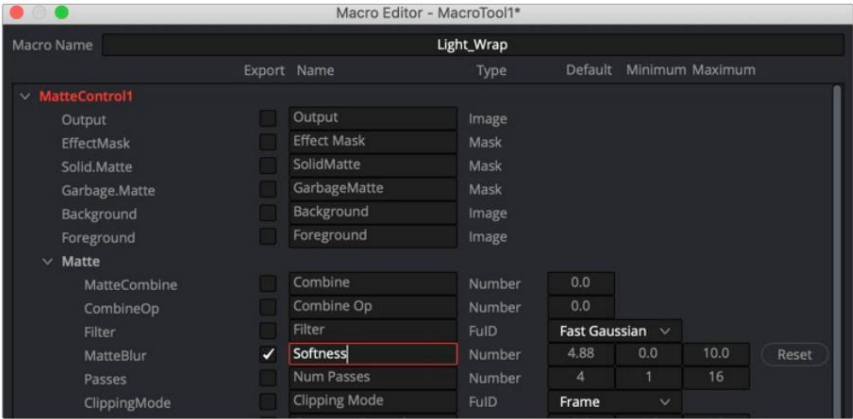 Macro Editor - MacroTool1*
Macro Name Light_Wrap
Export Name Type Default Minimum Maximum
MatteControl1
Output Output Image
EffectMask Effect Mask Mask
Solid.Matte SolidMatte Mask
Garbage.Matte GarbageMatte Mask
Background Background Image
Foreground Foreground Image
Matte
MatteCombine Combine Number 0.0
CombineOp Combine Op Number 0.0
Filter Filter FuID Fast Gaussian
MatteBlur Softness Number 4.88 0.0 10.0 Reset
Passes Num Passes Number 4 1 16
ClippingMode Clipping Mode FuID Frame